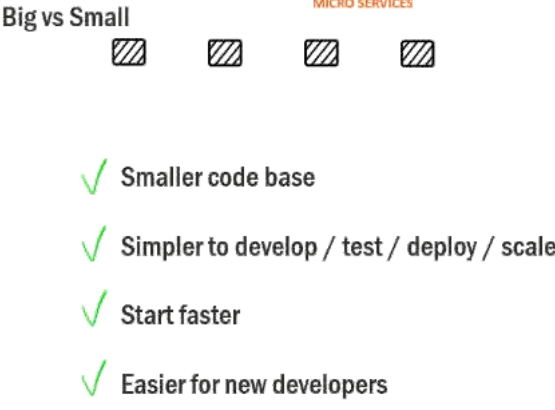 MICRO SERVICES
Big vs Small
Smaller code base
Simpler to develop / test / deploy / scale
Start faster
Easier for new developers